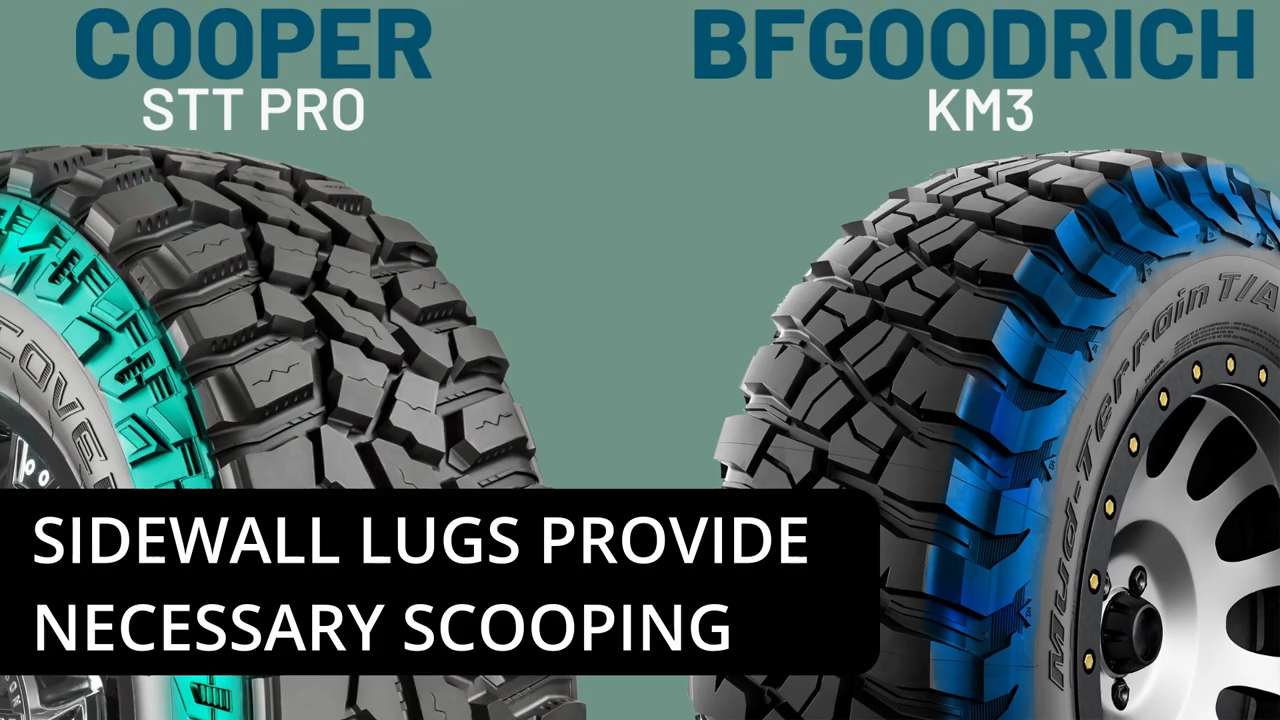 COOPER
STT PRO
BFGOODRICH
KM3
Mud-Terrain T/A
SIDEWALL LUGS PROVIDE
NECESSARY SCOOPING